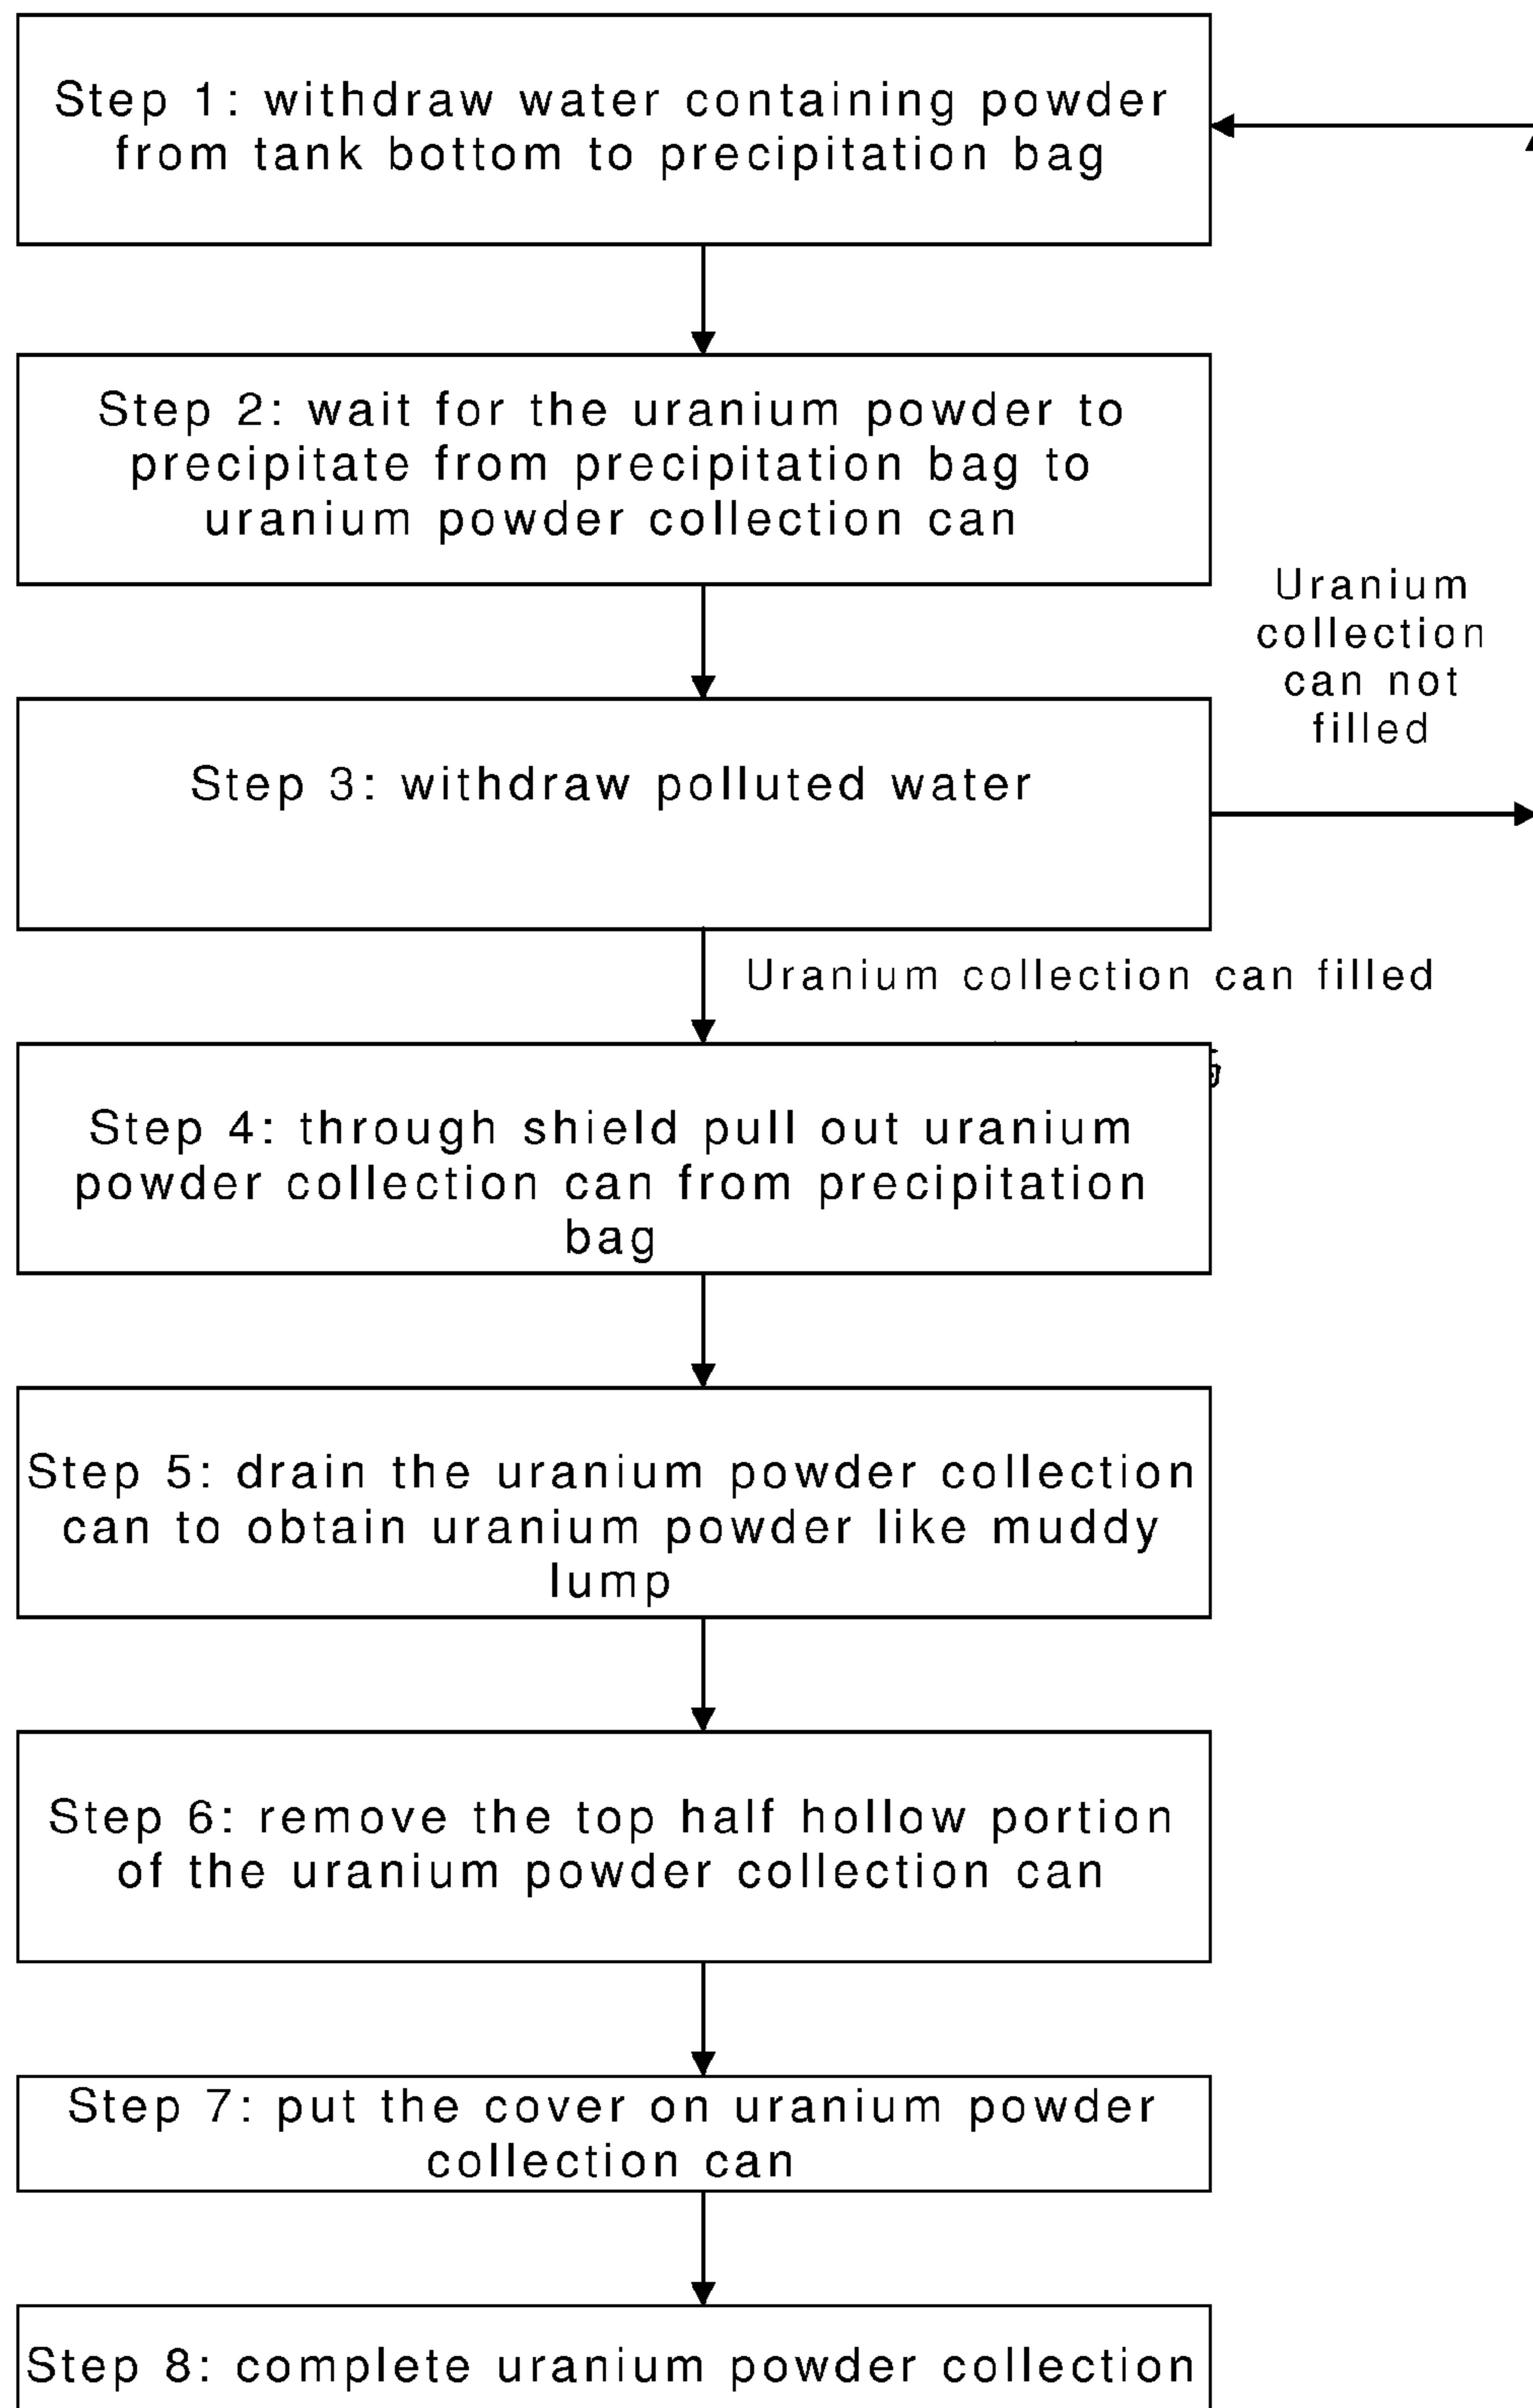 Step 1: withdraw water containing powder
from tank bottom to precipitation bag
Step 2: wait for the uranium powder to
precipitate from precipitation bag to
uranium powder collection can
Uranium
collection
can not
filled
Step 3: withdraw polluted water
Uranium collection can filled
Step 4: through shield pull out uranium
powder collection can from precipitation
bag
Step 5: drain the uranium powder collection
can to obtain uranium powder like muddy
lump
Step 6: remove the top half hollow portion
of the uranium powder collection can
Step 7: put the cover on uranium powder
collection can
Step 8: complete uranium powder collection